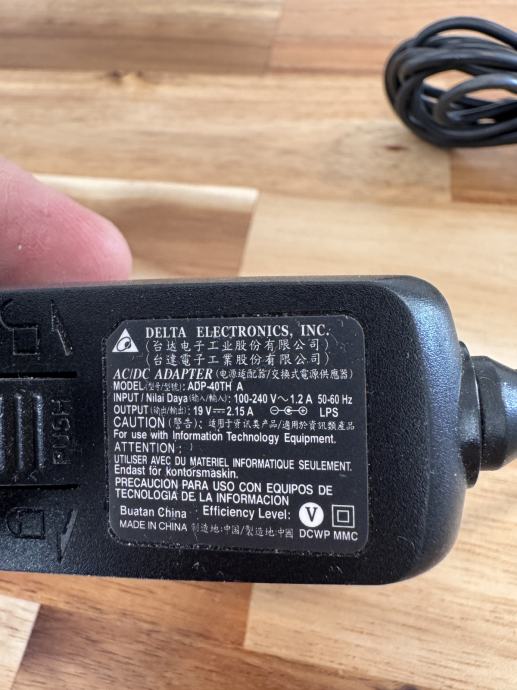 DELTA ELECTRONICS, INC.
(台达电子工业股份有限公司)
(台達電子工業股份有限公司)
AC/DC ADAPTER (电源适配器/交换式電源供應器)
MODEL(型号/型號): ADP-40TH A
INPUT / Nilai Daya(输入/輸入): 100-240 V～1.2 A 50-60 Hz
OUTPUT(输出/輸出): 19 V⎓2.15 A LPS
CAUTION (警告): 适用于资讯类产品/適用於資訊類產品
For use with Information Technology Equipment.
ATTENTION :
UTILISER AVEC DU MATERIEL INFORMATIQUE SEULEMENT.
Endast för kontorsmaskin.
PRECAUCIÓN PARA USO CON EQUIPOS DE
TECNOLOGIA DE LA INFORMACION
Buatan China Efficiency Level: V
MADE IN CHINA 制造地:中国/製造地:中國 DCWP MMC
PUSH